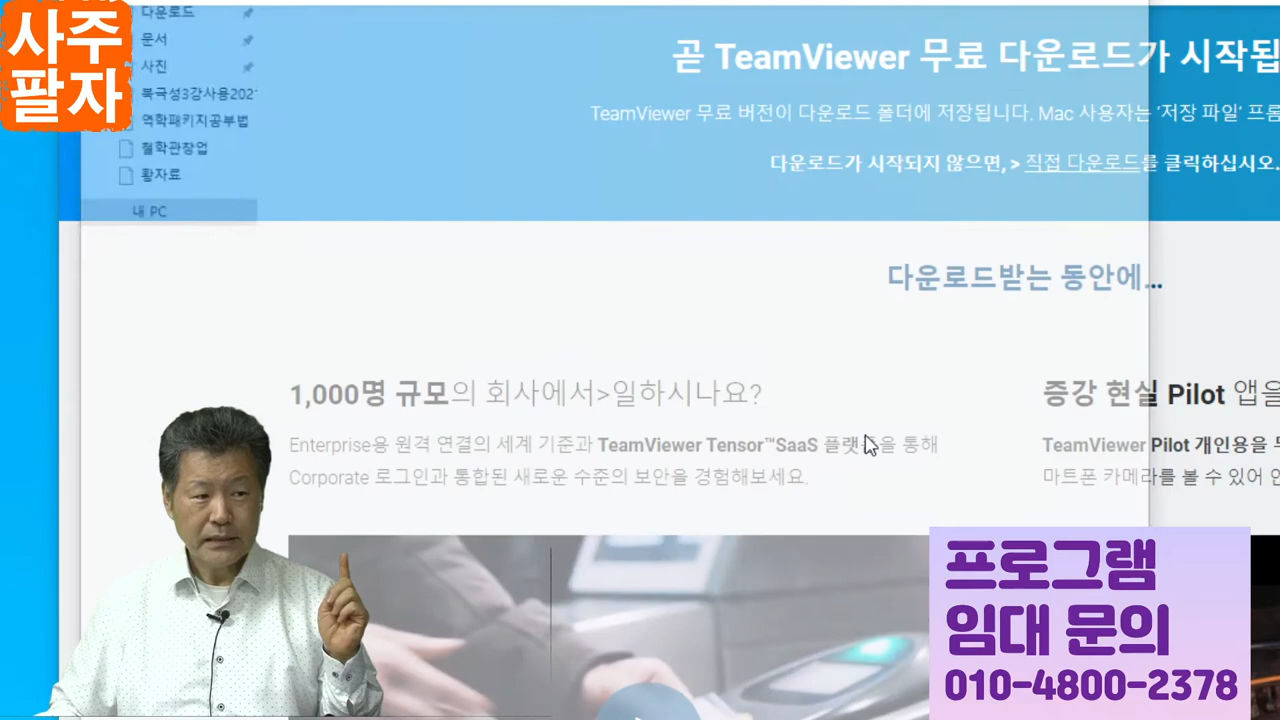 사주
팔자
다운로드
문서
사진
북극성3강사용202
역학패키지공부법
철학관창업
황자료
내 PC
곧 TeamViewer 무료 다운로드가 시작됩
TeamViewer 무료 버전이 다운로드 폴더에 저장됩니다. Mac 사용자는 '저장 파일' 프롬
다운로드가 시작되지 않으면, > 직접 다운로드를 클릭하십시오.
다운로드받는 동안에...
1,000명 규모의 회사에서>일하시나요?
Enterprise용 원격 연결의 세계 기준과 TeamViewer Tensor™SaaS 플랫폼을 통해
Corporate 로그인과 통합된 새로운 수준의 보안을 경험해보세요.
증강 현실 Pilot 앱을
TeamViewer Pilot 개인용을 무
마트폰 카메라를 볼 수 있어 언
프로그램
임대 문의
010-4800-2378